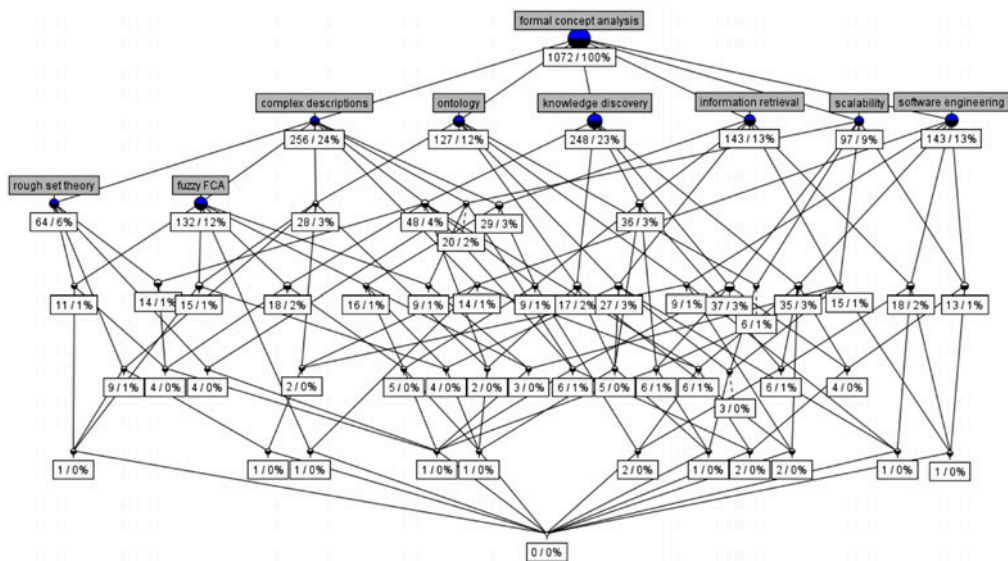 formal concept analysis
1072 / 100%
complex descriptions
ontology
knowledge discovery
information retrieval
scalability
software engineering
256 / 24%
127 / 12%
248 / 23%
143 / 13%
97 / 9%
143 / 13%
rough set theory
fuzzy FCA
64 / 6%
132 / 12%
28 / 3%
48 / 4%
29 / 3%
36 / 3%
20 / 2%
11 / 1%
14 / 1%
15 / 1%
18 / 2%
16 / 1%
9 / 1%
14 / 1%
9 / 1%
17 / 2%
27 / 3%
9 / 1%
37 / 3%
35 / 3%
15 / 1%
18 / 2%
13 / 1%
6 / 1%
9 / 1%
4 / 0%
4 / 0%
2 / 0%
5 / 0%
4 / 0%
2 / 0%
3 / 0%
6 / 1%
5 / 0%
6 / 1%
6 / 1%
6 / 1%
4 / 0%
3 / 0%
1 / 0%
1 / 0%
1 / 0%
1 / 0%
1 / 0%
2 / 0%
1 / 0%
2 / 0%
2 / 0%
1 / 0%
1 / 0%
0 / 0%